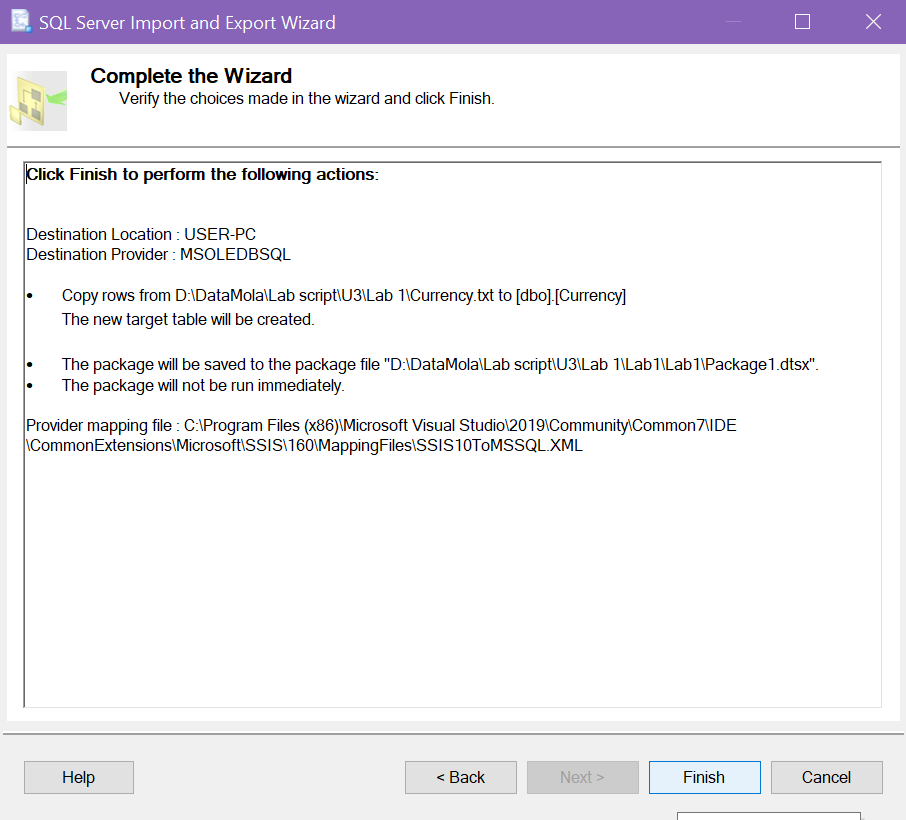 SQL Server Import and Export Wizard
Complete the Wizard
Verify the choices made in the wizard and click Finish.
Click Finish to perform the following actions:
Destination Location : USER-PC
Destination Provider : MSOLEDBSQL
• Copy rows from D:\DataMola\Lab script\U3\Lab 1\Currency.txt to [dbo].[Currency]
The new target table will be created.
• The package will be saved to the package file "D:\DataMola\Lab script\U3\Lab 1\Lab1\Lab1\Package1.dtsx".
• The package will not be run immediately.
Provider mapping file : C:\Program Files (x86)\Microsoft Visual Studio\2019\Community\Common7\IDE
\CommonExtensions\Microsoft\SSIS\160\MappingFiles\SSIS10ToMSSQL.XML
Help
< Back
Next >
Finish
Cancel